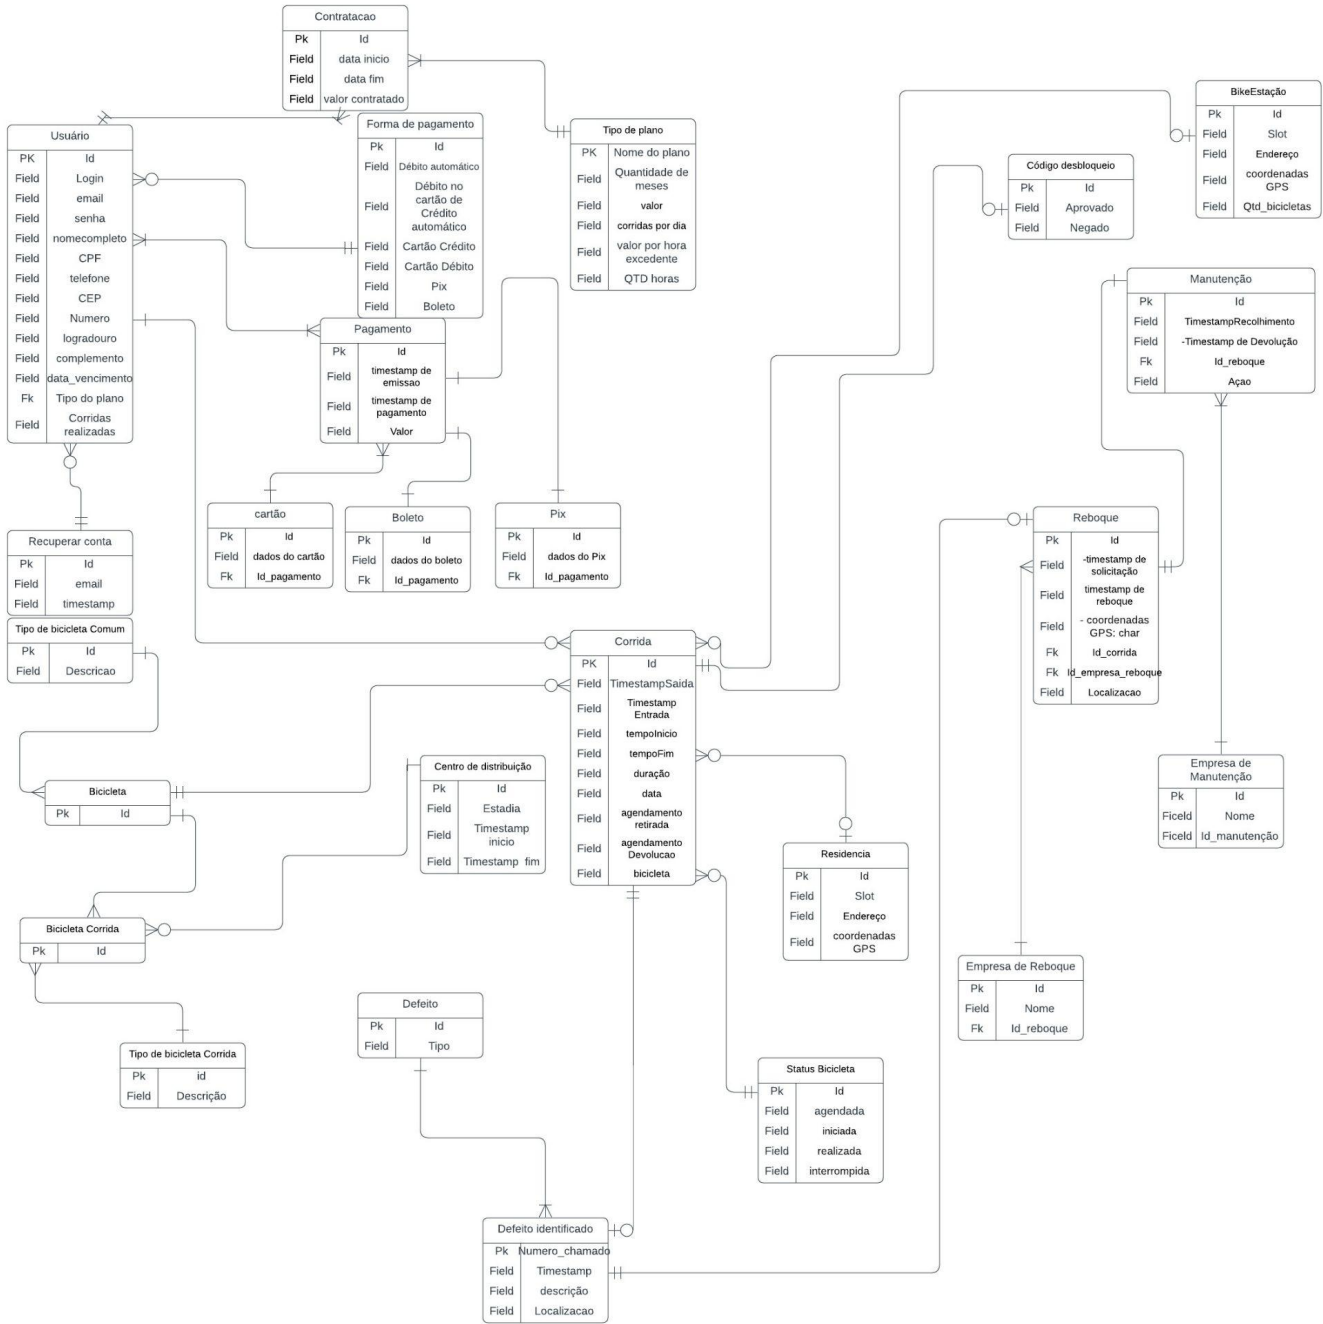 Contratacao
Pk Id
Field data inicio
Field data fim
Field valor contratado
Usuário
PK Id
Field Login
Field email
Field senha
Field nomecompleto
Field CPF
Field telefone
Field CEP
Field Numero
Field logradouro
Field complemento
Field data_vencimento
Fk Tipo do plano
Field Corridas
realizadas
Forma de pagamento
Pk Id
Field Débito automático
Field Débito no
cartão de
Crédito
automático
Field Cartão Crédito
Field Cartão Débito
Field Pix
Field Boleto
Tipo de plano
PK Nome do plano
Field Quantidade de
meses
Field valor
Field corridas por dia
Field valor por hora
excedente
Field QTD horas
BikeEstação
Pk Id
Field Slot
Field Endereço
Field coordenadas
GPS
Field Qtd_bicicletas
Código desbloqueio
Pk Id
Field Aprovado
Field Negado
Manutenção
Pk Id
Field TimestampRecolhimento
Field -Timestamp de Devolução
Fk Id_reboque
Field Açao
Pagamento
Pk Id
Field timestamp de
emissao
Field timestamp de
pagamento
Field Valor
cartão
Pk Id
Field dados do cartão
Fk Id_pagamento
Boleto
Pk Id
Field dados do boleto
Fk Id_pagamento
Pix
Pk Id
Field dados do Pix
Fk Id_pagamento
Recuperar conta
Pk Id
Field email
Field timestamp
Tipo de bicicleta Comum
Pk Id
Field Descricao
Reboque
Pk Id
Field -timestamp de
solicitação
Field timestamp de
reboque
Field - coordenadas
GPS: char
Fk Id_corrida
Fk Id_empresa_reboque
Field Localizacao
Corrida
PK Id
Field TimestampSaida
Field Timestamp
Entrada
Field tempoInicio
Field tempoFim
Field duração
Field data
Field agendamento
retirada
Field agendamento
Devolucao
Field bicicleta
Bicicleta
Pk Id
Centro de distribuição
Pk Id
Field Estadia
Field Timestamp
inicio
Field Timestamp_fim
Empresa de
Manutenção
Pk Id
Ficeld Nome
Ficeld Id_manutenção
Residencia
Pk Id
Field Slot
Field Endereço
Field coordenadas
GPS
Bicicleta Corrida
Pk Id
Empresa de Reboque
Pk Id
Field Nome
Fk Id_reboque
Defeito
Pk Id
Field Tipo
Tipo de bicicleta Corrida
Pk id
Field Descrição
Status Bicicleta
Pk Id
Field agendada
Field iniciada
Field realizada
Field interrompida
Defeito identificado
Pk Numero_chamado
Field Timestamp
Field descrição
Field Localizacao